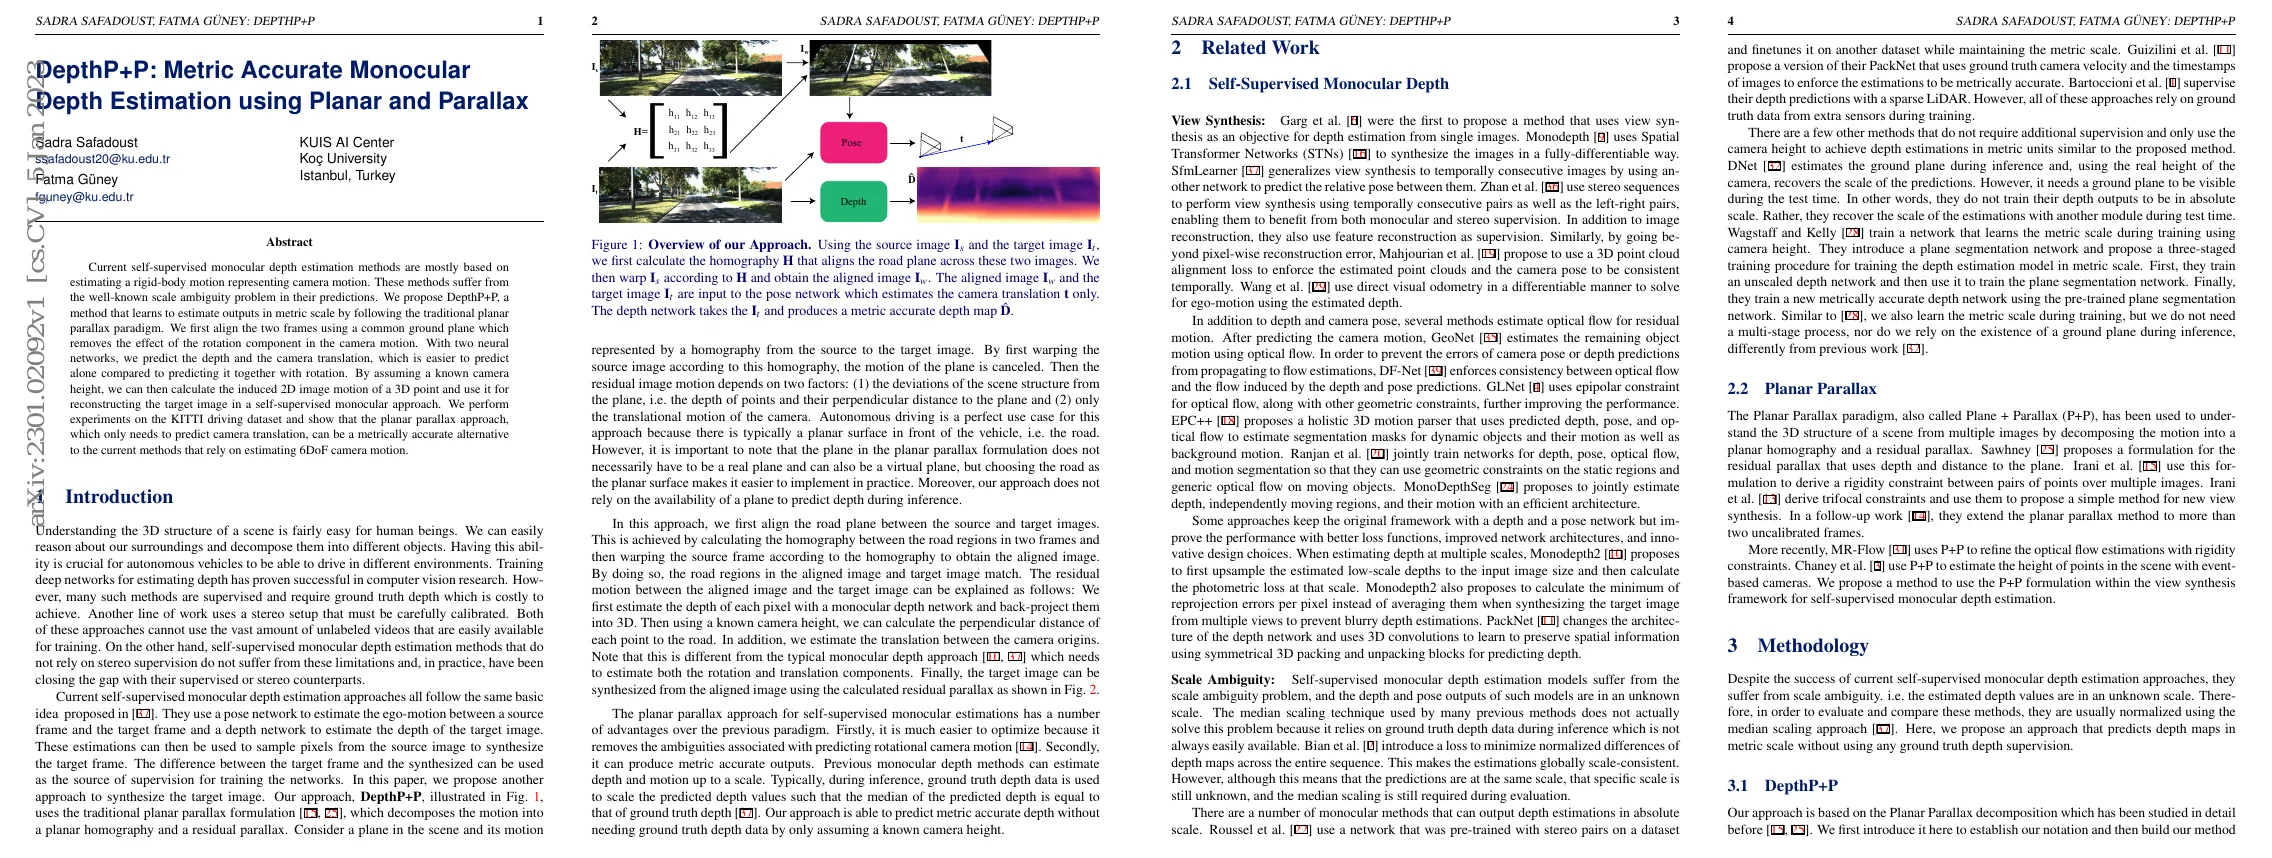 SADRA SAFADOUST, FATMA GÜNEY: DEPTHP+P 1
arXiv:2301.02092v1 [cs.CV] 5 Jan 2023
DepthP+P: Metric Accurate Monocular
Depth Estimation using Planar and Parallax
Sadra Safadoust
ssafadoust20@ku.edu.tr
Fatma Güney
fguney@ku.edu.tr
KUIS AI Center
Koç University
Istanbul, Turkey
Abstract
Current self-supervised monocular depth estimation methods are mostly based on
estimating a rigid-body motion representing camera motion. These methods suffer from
the well-known scale ambiguity problem in their predictions. We propose DepthP+P, a
method that learns to estimate outputs in metric scale by following the traditional planar
parallax paradigm. We first align the two frames using a common ground plane which
removes the effect of the rotation component in the camera motion. With two neural
networks, we predict the depth and the camera translation, which is easier to predict
alone compared to predicting it together with rotation. By assuming a known camera
height, we can then calculate the induced 2D image motion of a 3D point and use it for
reconstructing the target image in a self-supervised monocular approach. We perform
experiments on the KITTI driving dataset and show that the planar parallax approach,
which only needs to predict camera translation, can be a metrically accurate alternative
to the current methods that rely on estimating 6DoF camera motion.
1 Introduction
Understanding the 3D structure of a scene is fairly easy for human beings. We can easily
reason about our surroundings and decompose them into different objects. Having this abil-
ity is crucial for autonomous vehicles to be able to drive in different environments. Training
deep networks for estimating depth has proven successful in computer vision research. How-
ever, many such methods are supervised and require ground truth depth which is costly to
achieve. Another line of work uses a stereo setup that must be carefully calibrated. Both
of these approaches cannot use the vast amount of unlabeled videos that are easily available
for training. On the other hand, self-supervised monocular depth estimation methods that do
not rely on stereo supervision do not suffer from these limitations and, in practice, have been
closing the gap with their supervised or stereo counterparts.
Current self-supervised monocular depth estimation approaches all follow the same basic
idea proposed in [37]. They use a pose network to estimate the ego-motion between a source
frame and the target frame and a depth network to estimate the depth of the target image.
These estimations can then be used to sample pixels from the source image to synthesize
the target frame. The difference between the target frame and the synthesized can be used
as the source of supervision for training the networks. In this paper, we propose another
approach to synthesize the target image. Our approach, DepthP+P, illustrated in Fig. 1,
uses the traditional planar parallax formulation [15, 25], which decomposes the motion into
a planar homography and a residual parallax. Consider a plane in the scene and its motion
2 SADRA SAFADOUST, FATMA GÜNEY: DEPTHP+P
Is
Iw
H=
h11 h12 h13
h21 h22 h23
h31 h32 h33
Pose
t
It
Depth
D̂
Figure 1: Overview of our Approach. Using the source image Is and the target image It,
we first calculate the homography H that aligns the road plane across these two images. We
then warp Is according to H and obtain the aligned image Iw. The aligned image Iw and the
target image It are input to the pose network which estimates the camera translation t only.
The depth network takes the It and produces a metric accurate depth map D̂.
represented by a homography from the source to the target image. By first warping the
source image according to this homography, the motion of the plane is canceled. Then the
residual image motion depends on two factors: (1) the deviations of the scene structure from
the plane, i.e. the depth of points and their perpendicular distance to the plane and (2) only
the translational motion of the camera. Autonomous driving is a perfect use case for this
approach because there is typically a planar surface in front of the vehicle, i.e. the road.
However, it is important to note that the plane in the planar parallax formulation does not
necessarily have to be a real plane and can also be a virtual plane, but choosing the road as
the planar surface makes it easier to implement in practice. Moreover, our approach does not
rely on the availability of a plane to predict depth during inference.
In this approach, we first align the road plane between the source and target images.
This is achieved by calculating the homography between the road regions in two frames and
then warping the source frame according to the homography to obtain the aligned image.
By doing so, the road regions in the aligned image and target image match. The residual
motion between the aligned image and the target image can be explained as follows: We
first estimate the depth of each pixel with a monocular depth network and back-project them
into 3D. Then using a known camera height, we can calculate the perpendicular distance of
each point to the road. In addition, we estimate the translation between the camera origins.
Note that this is different from the typical monocular depth approach [10, 37] which needs
to estimate both the rotation and translation components. Finally, the target image can be
synthesized from the aligned image using the calculated residual parallax as shown in Fig. 2.
The planar parallax approach for self-supervised monocular estimations has a number
of advantages over the previous paradigm. Firstly, it is much easier to optimize because it
removes the ambiguities associated with predicting rotational camera motion [14]. Secondly,
it can produce metric accurate outputs. Previous monocular depth methods can estimate
depth and motion up to a scale. Typically, during inference, ground truth depth data is used
to scale the predicted depth values such that the median of the predicted depth is equal to
that of ground truth [37]. Our approach is able to predict metric accurate depth without
needing ground truth depth data by only assuming a known camera height.
SADRA SAFADOUST, FATMA GÜNEY: DEPTHP+P 3
2 Related Work
2.1 Self-Supervised Monocular Depth
View Synthesis: Garg et al. [6] were the first to propose a method that uses view syn-
thesis as an objective for depth estimation from single images. Monodepth [9] uses Spatial
Transformer Networks (STNs) [16] to synthesize the images in a fully-differentiable way.
SfmLearner [37] generalizes view synthesis to temporally consecutive images by using an-
other network to predict the relative pose between them. Zhan et al. [36] use stereo sequences
to perform view synthesis using temporally consecutive pairs as well as the left-right pairs,
enabling them to benefit from both monocular and stereo supervision. In addition to image
reconstruction, they also use feature reconstruction as supervision. Similarly, by going be-
yond pixel-wise reconstruction error, Mahjourian et al. [19] propose to use a 3D point cloud
alignment loss to enforce the estimated point clouds and the camera pose to be consistent
temporally. Wang et al. [29] use direct visual odometry in a differentiable manner to solve
for ego-motion using the estimated depth.
In addition to depth and camera pose, several methods estimate optical flow for residual
motion. After predicting the camera motion, GeoNet [35] estimates the remaining object
motion using optical flow. In order to prevent the errors of camera pose or depth predictions
from propagating to flow estimations, DF-Net [39] enforces consistency between optical flow
and the flow induced by the depth and pose predictions. GLNet [4] uses epipolar constraint
for optical flow, along with other geometric constraints, further improving the performance.
EPC++ [18] proposes a holistic 3D motion parser that uses predicted depth, pose, and op-
tical flow to estimate segmentation masks for dynamic objects and their motion as well as
background motion. Ranjan et al. [20] jointly train networks for depth, pose, optical flow,
and motion segmentation so that they can use geometric constraints on the static regions and
generic optical flow on moving objects. MonoDepthSeg [24] proposes to jointly estimate
depth, independently moving regions, and their motion with an efficient architecture.
Some approaches keep the original framework with a depth and a pose network but im-
prove the performance with better loss functions, improved network architectures, and inno-
vative design choices. When estimating depth at multiple scales, Monodepth2 [10] proposes
to first upsample the estimated low-scale depths to the input image size and then calculate
the photometric loss at that scale. Monodepth2 also proposes to calculate the minimum of
reprojection errors per pixel instead of averaging them when synthesizing the target image
from multiple views to prevent blurry depth estimations. PackNet [11] changes the architec-
ture of the depth network and uses 3D convolutions to learn to preserve spatial information
using symmetrical 3D packing and unpacking blocks for predicting depth.
Scale Ambiguity: Self-supervised monocular depth estimation models suffer from the
scale ambiguity problem, and the depth and pose outputs of such models are in an unknown
scale. The median scaling technique used by many previous methods does not actually
solve this problem because it relies on ground truth depth data during inference which is not
always easily available. Bian et al. [2] introduce a loss to minimize normalized differences of
depth maps across the entire sequence. This makes the estimations globally scale-consistent.
However, although this means that the predictions are at the same scale, that specific scale is
still unknown, and the median scaling is still required during evaluation.
There are a number of monocular methods that can output depth estimations in absolute
scale. Roussel et al. [22] use a network that was pre-trained with stereo pairs on a dataset
4 SADRA SAFADOUST, FATMA GÜNEY: DEPTHP+P
and finetunes it on another dataset while maintaining the metric scale. Guizilini et al. [11]
propose a version of their PackNet that uses ground truth camera velocity and the timestamps
of images to enforce the estimations to be metrically accurate. Bartoccioni et al. [1] supervise
their depth predictions with a sparse LiDAR. However, all of these approaches rely on ground
truth data from extra sensors during training.
There are a few other methods that do not require additional supervision and only use the
camera height to achieve depth estimations in metric units similar to the proposed method.
DNet [32] estimates the ground plane during inference and, using the real height of the
camera, recovers the scale of the predictions. However, it needs a ground plane to be visible
during the test time. In other words, they do not train their depth outputs to be in absolute
scale. Rather, they recover the scale of the estimations with another module during test time.
Wagstaff and Kelly [28] train a network that learns the metric scale during training using
camera height. They introduce a plane segmentation network and propose a three-staged
training procedure for training the depth estimation model in metric scale. First, they train
an unscaled depth network and then use it to train the plane segmentation network. Finally,
they train a new metrically accurate depth network using the pre-trained plane segmentation
network. Similar to [28], we also learn the metric scale during training, but we do not need
a multi-stage process, nor do we rely on the existence of a ground plane during inference,
differently from previous work [32].
2.2 Planar Parallax
The Planar Parallax paradigm, also called Plane + Parallax (P+P), has been used to under-
stand the 3D structure of a scene from multiple images by decomposing the motion into a
planar homography and a residual parallax. Sawhney [25] proposes a formulation for the
residual parallax that uses depth and distance to the plane. Irani et al. [15] use this for-
mulation to derive a rigidity constraint between pairs of points over multiple images. Irani
et al. [13] derive trifocal constraints and use them to propose a simple method for new view
synthesis. In a follow-up work [14], they extend the planar parallax method to more than
two uncalibrated frames.
More recently, MR-Flow [31] uses P+P to refine the optical flow estimations with rigidity
constraints. Chaney et al. [3] use P+P to estimate the height of points in the scene with event-
based cameras. We propose a method to use the P+P formulation within the view synthesis
framework for self-supervised monocular depth estimation.
3 Methodology
Despite the success of current self-supervised monocular depth estimation approaches, they
suffer from scale ambiguity. i.e. the estimated depth values are in an unknown scale. There-
fore, in order to evaluate and compare these methods, they are usually normalized using the
median scaling approach [37]. Here, we propose an approach that predicts depth maps in
metric scale without using any ground truth depth supervision.
3.1 DepthP+P
Our approach is based on the Planar Parallax decomposition which has been studied in detail
before [15, 25]. We first introduce it here to establish our notation and then build our method